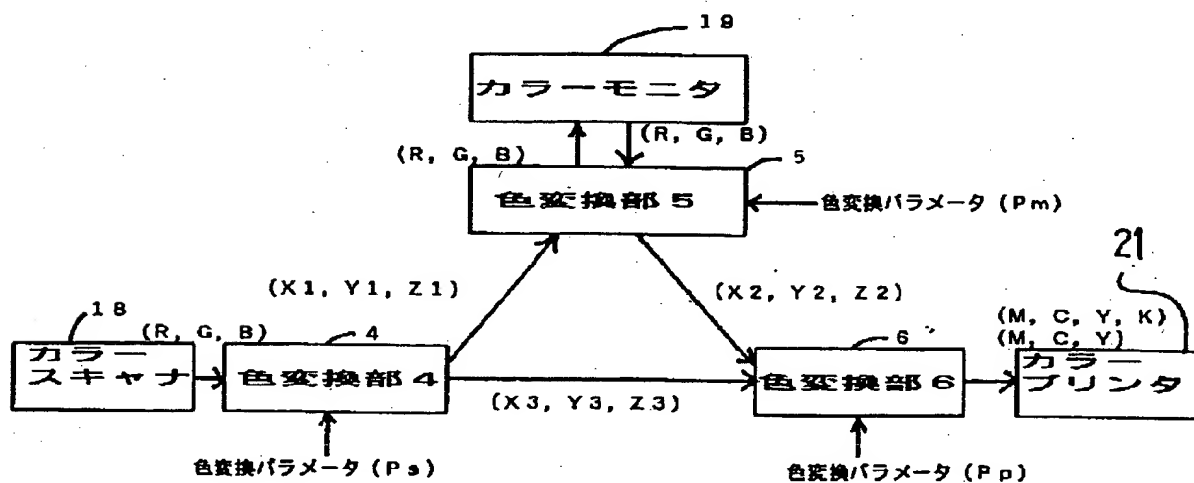 19
カラーモニタ
(R, G, B)
(R, G, B)
5
色変換部5
色変換パラメータ (Pm)
21
(X1, Y1, Z1)
(X2, Y2, Z2)
(M, C, Y, K)
(M, C, Y)
18
(R, G, B)
4
6
カラー
スキャナ
色変換部4
色変換部6
カラー
プリンタ
(X3, Y3, Z3)
色変換パラメータ (Ps)
色変換パラメータ (Pp)